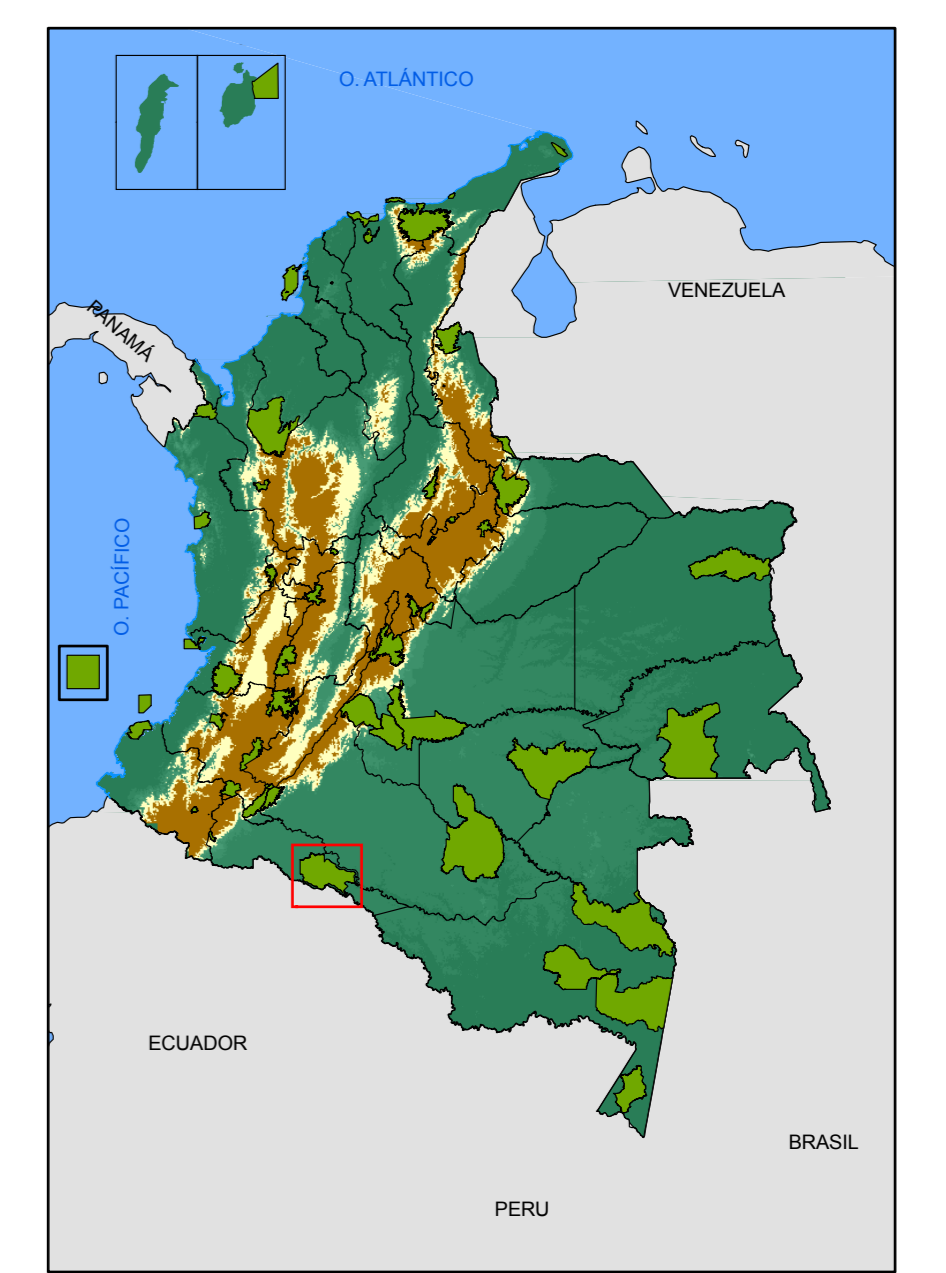 O. ATLÁNTICO
VENEZUELA
PANAMÁ
O. PACÍFICO
ECUADOR
BRASIL
PERU